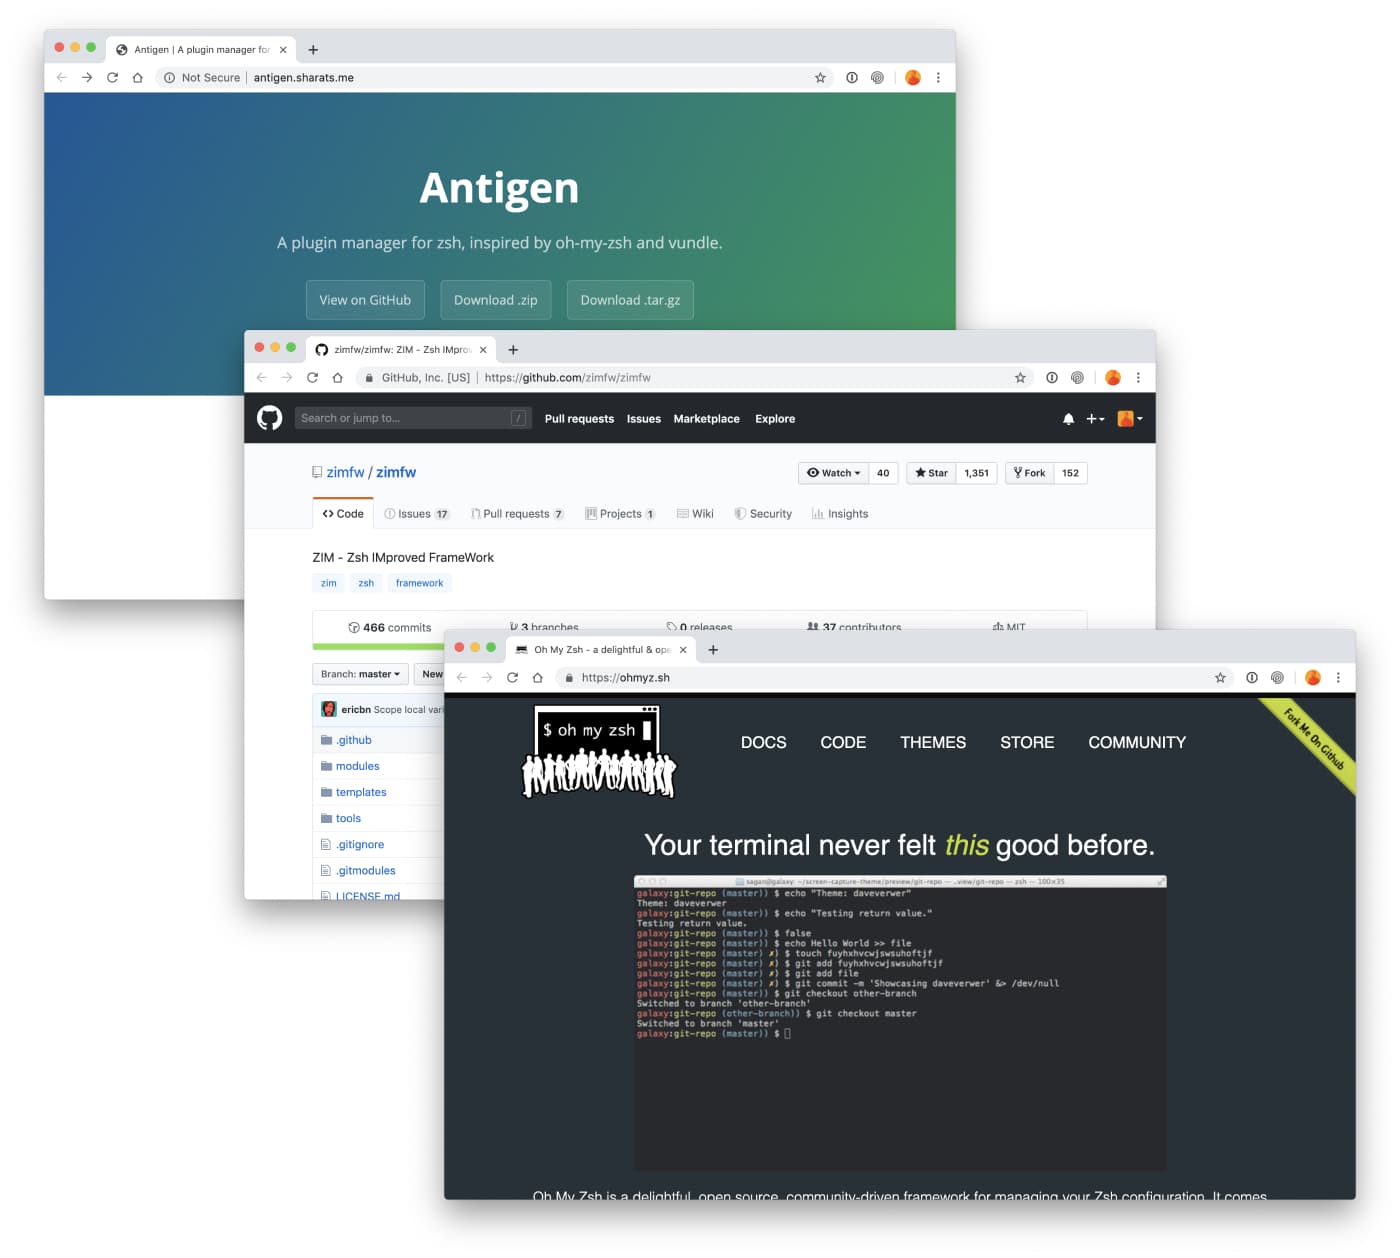 Antigen | A plugin manager for
Not Secure | antigen.sharats.me
Antigen
A plugin manager for zsh, inspired by oh-my-zsh and vundle.
View on GitHub Download .zip Download .tar.gz
zimfw/zimfw: ZIM - Zsh IMprov
GitHub, Inc. [US] | https://github.com/zimfw/zimfw
Search or jump to... / Pull requests Issues Marketplace Explore
zimfw / zimfw Watch 40 Star 1,351 Fork 152
Code Issues 17 Pull requests 7 Projects 1 Wiki Security Insights
ZIM - Zsh IMproved FrameWork
zim zsh framework
466 commits 3 branches 0 releases 37 contributors MIT
Branch: master New
ericbn Scope local vari
.github
modules
templates
tools
.gitignore
.gitmodules
LICENSE.md
Oh My Zsh - a delightful & ope
https://ohmyz.sh
$ oh my zsh
DOCS CODE THEMES STORE COMMUNITY
Fork Me On Github
Your terminal never felt this good before.
sagan@galaxy: ~/screen-capture-theme/preview/git-repo — ..view/git-repo — zsh — 100×35
galaxy:git-repo (master)) $ echo "Theme: daveverwer"
Theme: daveverwer
galaxy:git-repo (master)) $ echo "Testing return value."
Testing return value.
galaxy:git-repo (master)) $ false
galaxy:git-repo (master)) $ echo Hello World >> file
galaxy:git-repo (master) ✗) $ touch fuyhxhvcwjswsuhoftjf
galaxy:git-repo (master) ✗) $ git add fuyhxhvcwjswsuhoftjf
galaxy:git-repo (master) ✗) $ git add file
galaxy:git-repo (master) ✗) $ git commit -m 'Showcasing daveverwer' &> /dev/null
galaxy:git-repo (master)) $ git checkout other-branch
Switched to branch 'other-branch'
galaxy:git-repo (other-branch)) $ git checkout master
Switched to branch 'master'
galaxy:git-repo (master)) $
Oh My Zsh is a delightful, open source, community-driven framework for managing your Zsh configuration. It comes